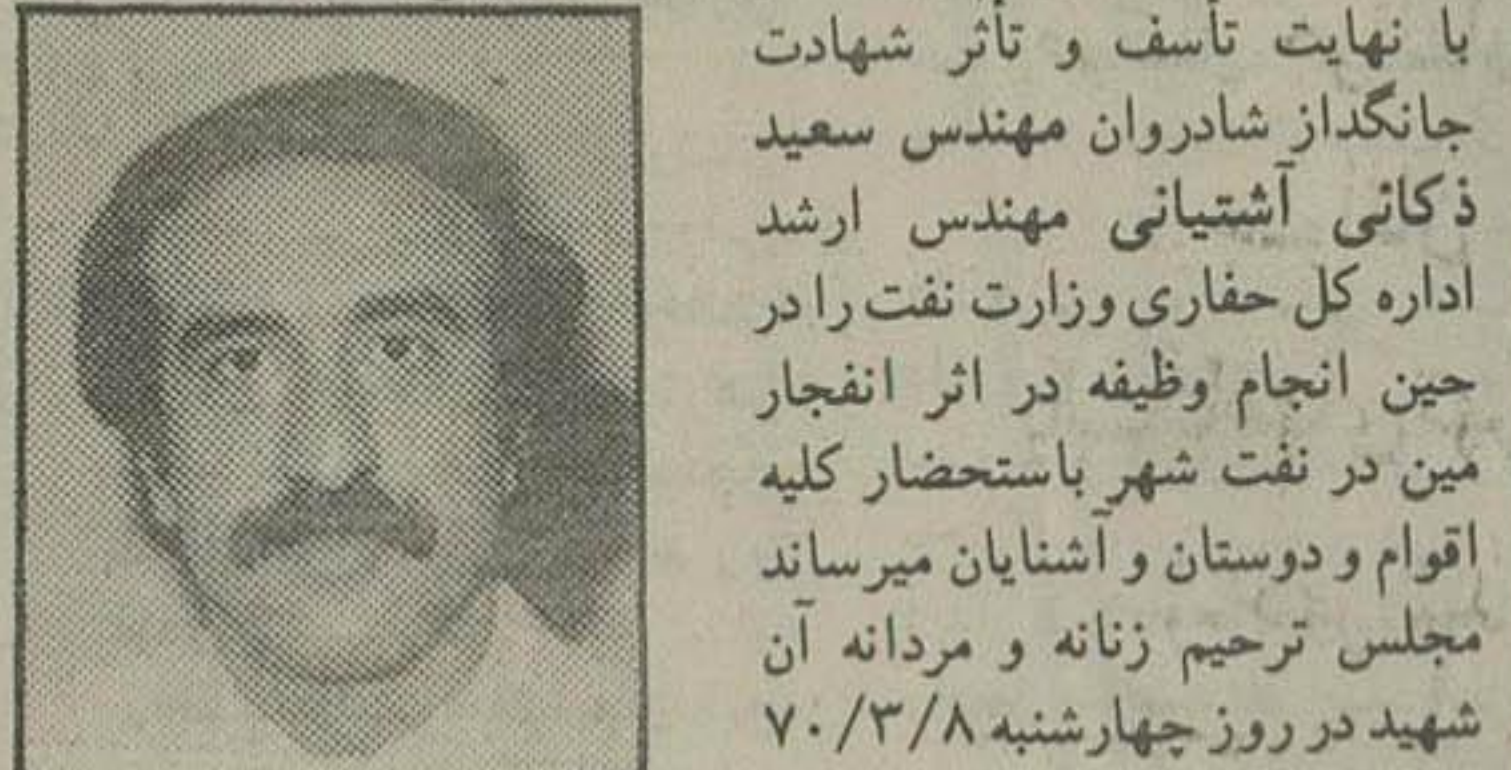 با نهایت تأسف و تأثر شهادت
جانگداز شادروان مهندس سعید
ذکائی آشتیانی مهندس ارشد
اداره کل حفاری وزارت نفت را در
حین انجام وظیفه در اثر انفجار
مین در نفت شهر باستحضار کلیه
اقوام و دوستان و آشنایان میرساند
مجلس ترحیم زنانه و مردانه آن
شهید در روز چهارشنبه ۷۰/۳/۸